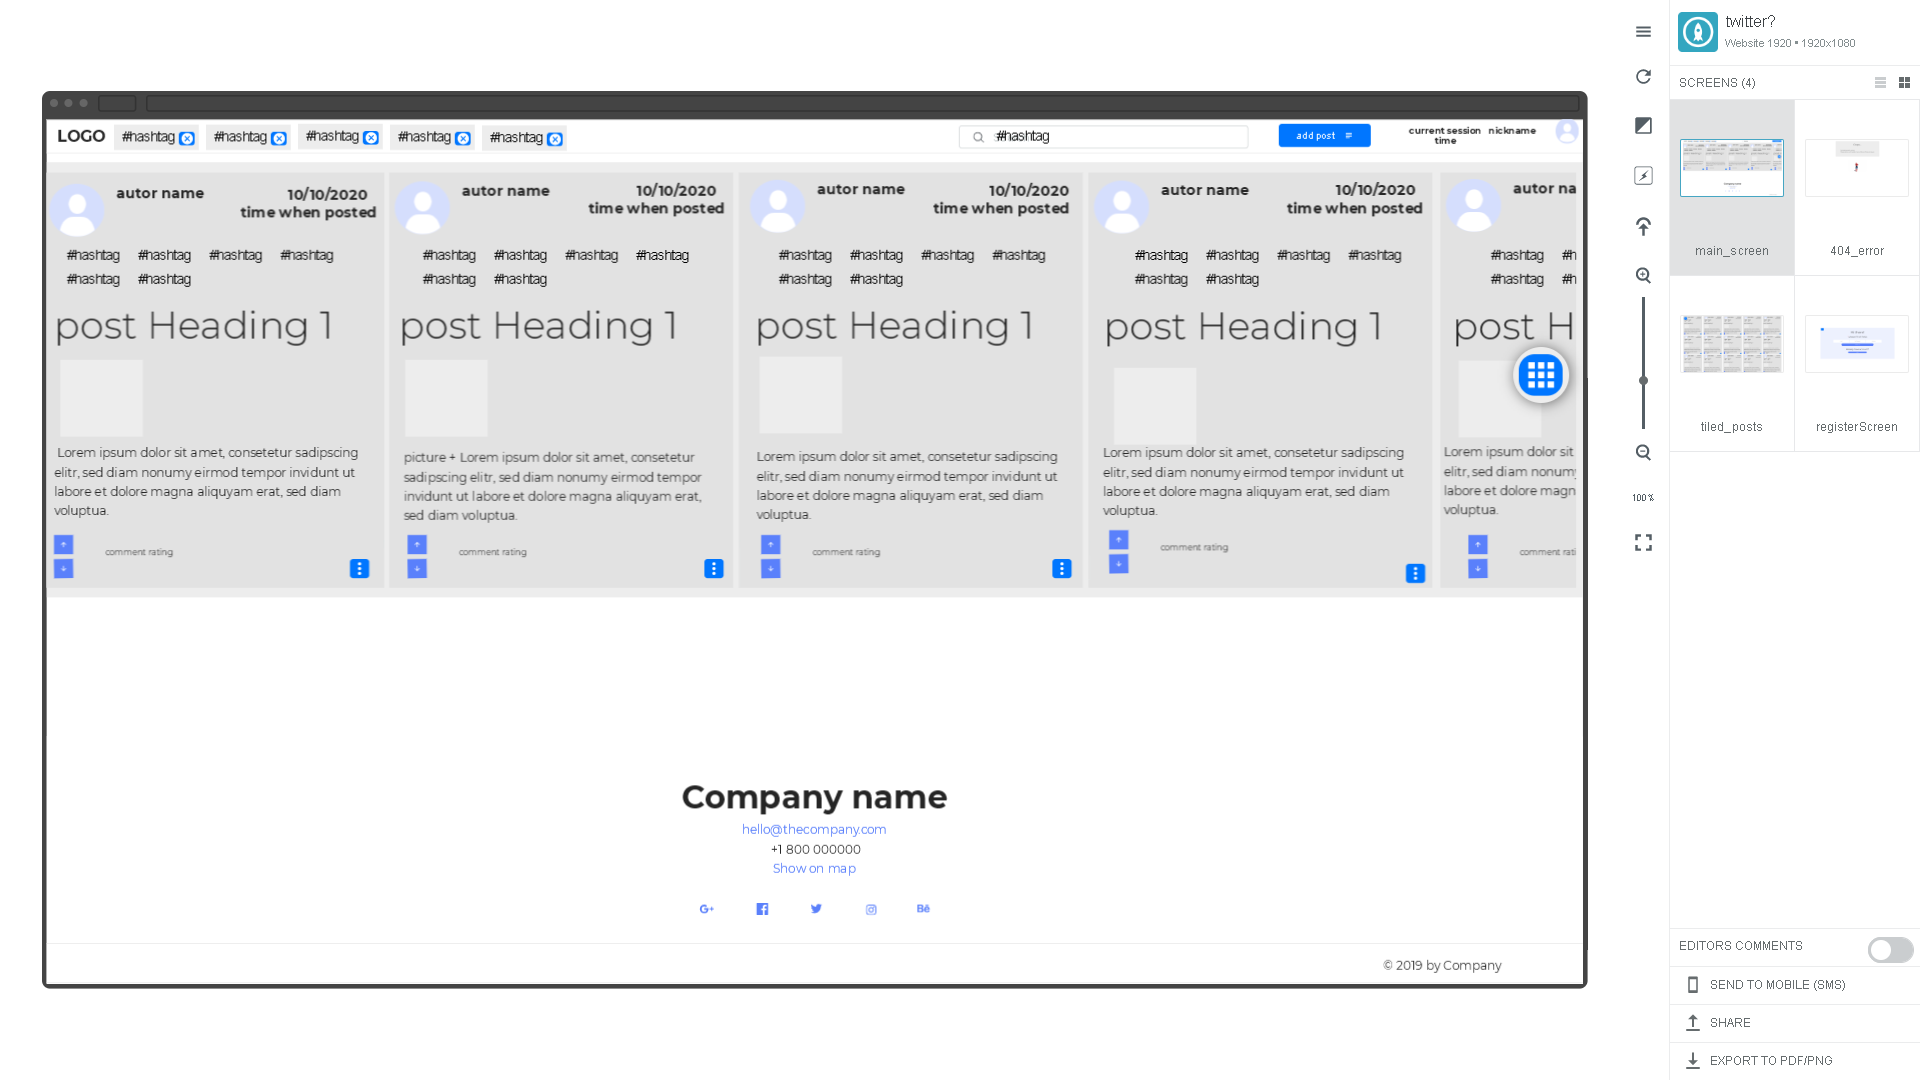 twitter?
Website 1920 • 1920x1080
SCREENS (4)
main_screen
404_error
tiled_posts
registerScreen
100%
EDITORS COMMENTS
SEND TO MOBILE (SMS)
SHARE
EXPORT TO PDF/PNG
LOGO #hashtag #hashtag #hashtag #hashtag #hashtag #hashtag add post current session nickname
time
autor name 10/10/2020
time when posted
#hashtag #hashtag #hashtag #hashtag
#hashtag #hashtag
post Heading 1
Lorem ipsum dolor sit amet, consetetur sadipscing
elitr, sed diam nonumy eirmod tempor invidunt ut
labore et dolore magna aliquyam erat, sed diam
voluptua.
comment rating
autor name 10/10/2020
time when posted
#hashtag #hashtag #hashtag #hashtag
#hashtag #hashtag
post Heading 1
picture + Lorem ipsum dolor sit amet, consetetur
sadipscing elitr, sed diam nonumy eirmod tempor
invidunt ut labore et dolore magna aliquyam erat,
sed diam voluptua.
comment rating
autor name 10/10/2020
time when posted
#hashtag #hashtag #hashtag #hashtag
#hashtag #hashtag
post Heading 1
Lorem ipsum dolor sit amet, consetetur sadipscing
elitr, sed diam nonumy eirmod tempor invidunt ut
labore et dolore magna aliquyam erat, sed diam
voluptua.
comment rating
autor name 10/10/2020
time when posted
#hashtag #hashtag #hashtag #hashtag
#hashtag #hashtag
post Heading 1
Lorem ipsum dolor sit amet, consetetur sadipscing
elitr, sed diam nonumy eirmod tempor invidunt ut
labore et dolore magna aliquyam erat, sed diam
voluptua.
comment rating
autor na
#hashtag #h
#hashtag #h
post H
Lorem ipsum dolor sit
elitr, sed diam nonumy
labore et dolore magn
voluptua.
comment rati
Company name
hello@thecompany.com
+1 800 000000
Show on map
G+ Bē
© 2019 by Company